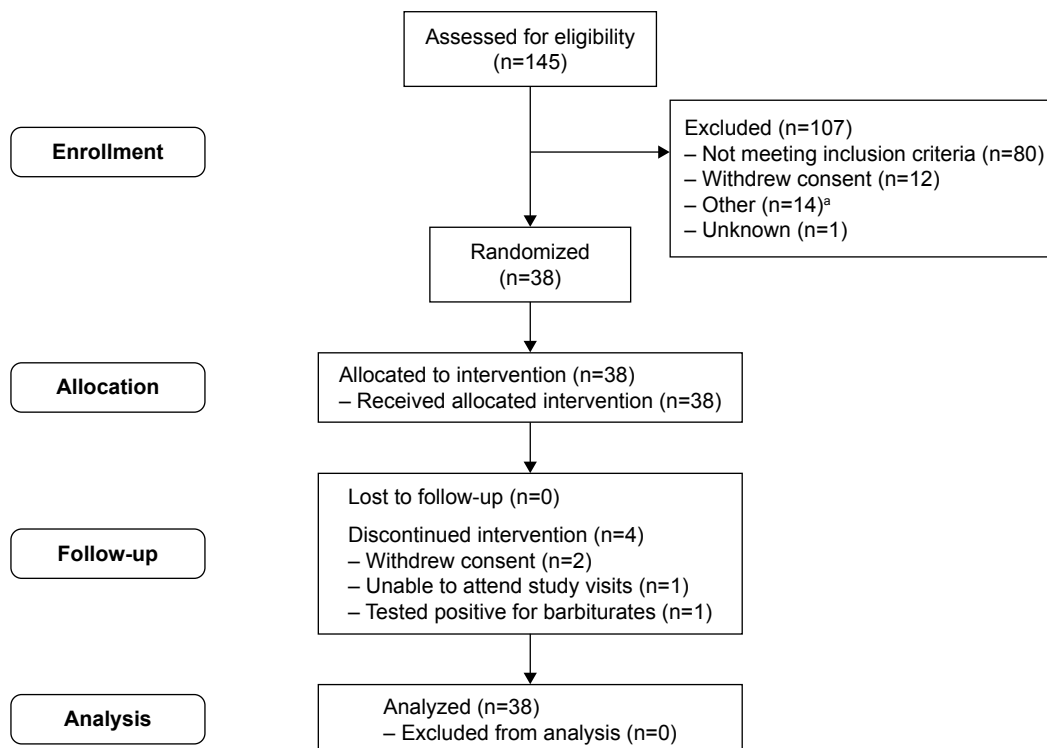 Assessed for eligibility
(n=145)
Enrollment
Excluded (n=107)
– Not meeting inclusion criteria (n=80)
– Withdrew consent (n=12)
– Other (n=14)ᵃ
– Unknown (n=1)
Randomized
(n=38)
Allocation
Allocated to intervention (n=38)
– Received allocated intervention (n=38)
Follow-up
Lost to follow-up (n=0)
Discontinued intervention (n=4)
– Withdrew consent (n=2)
– Unable to attend study visits (n=1)
– Tested positive for barbiturates (n=1)
Analysis
Analyzed (n=38)
– Excluded from analysis (n=0)